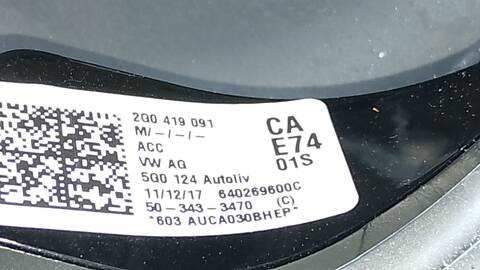 2G0 419 091
M/-/-/-
ACC
VW AG
5G0 124 Autoliv
11/12/17 640269600C
50-343-3470 (C)
*603 AUCA030BHEP*
CA
E74
01S